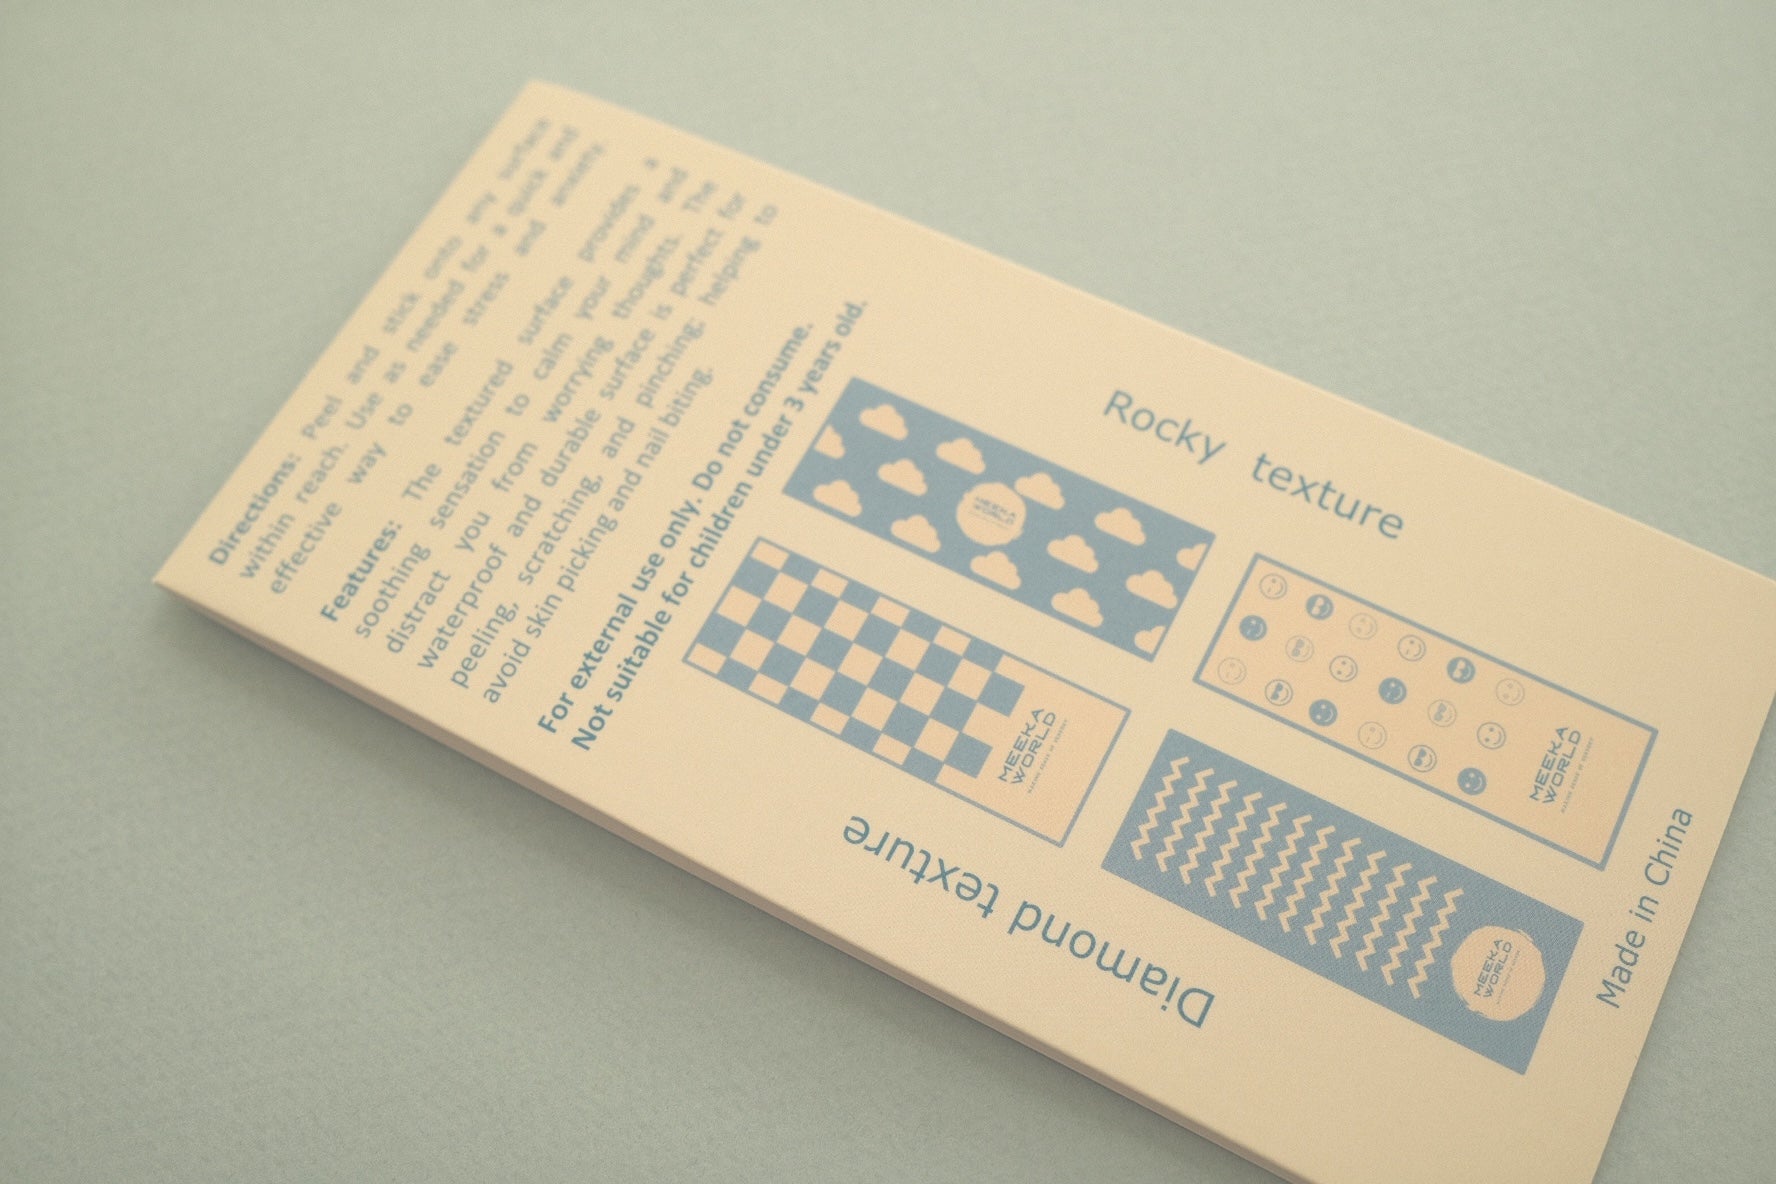 Directions: Peel and stick onto any surface
within reach. Use as needed for a quick and
effective way to ease stress and anxiety.
Features: The textured surface provides a
soothing sensation to calm your mind and
distract you from worrying thoughts. The
waterproof and durable surface is perfect for
peeling, scratching, and pinching; helping to
avoid skin picking and nail biting.
For external use only. Do not consume.
Not suitable for children under 3 years old.
Rocky texture
MEEKA
WORLD
MEEKA
WORLD
MEEKA
WORLD
MEEKA
WORLD
Diamond texture
Made in China